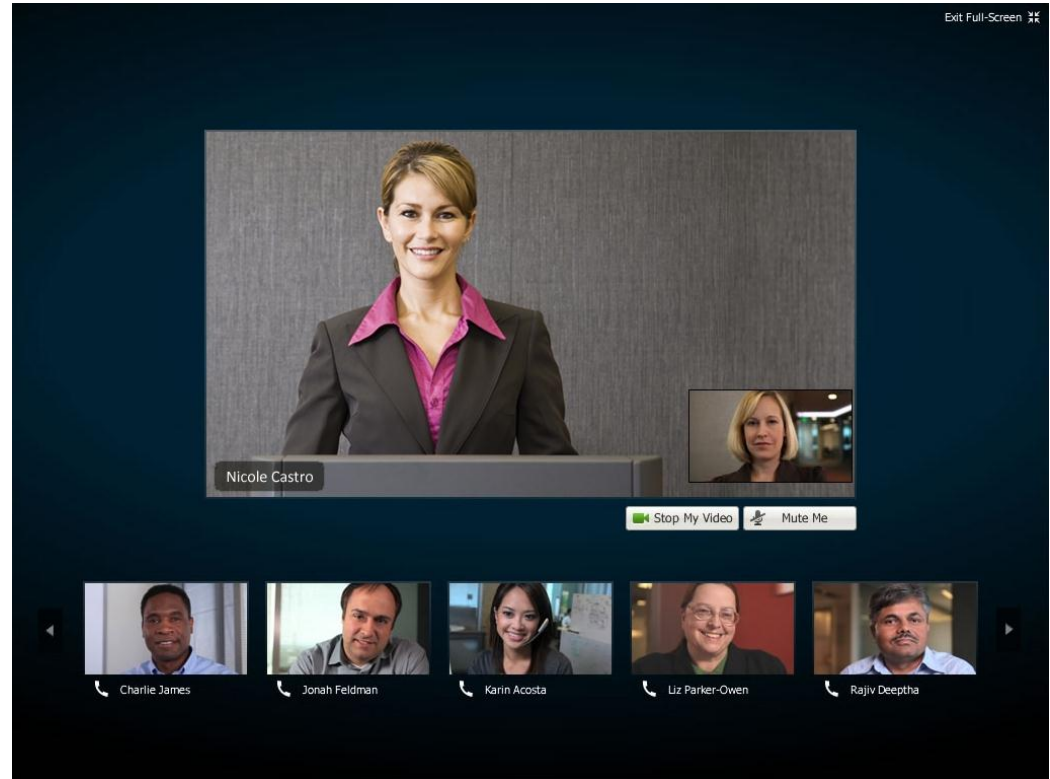 Exit Full-Screen
Nicole Castro
Stop My Video
Mute Me
Charlie James
Jonah Feldman
Karin Acosta
Liz Parker-Owen
Rajiv Deeptha